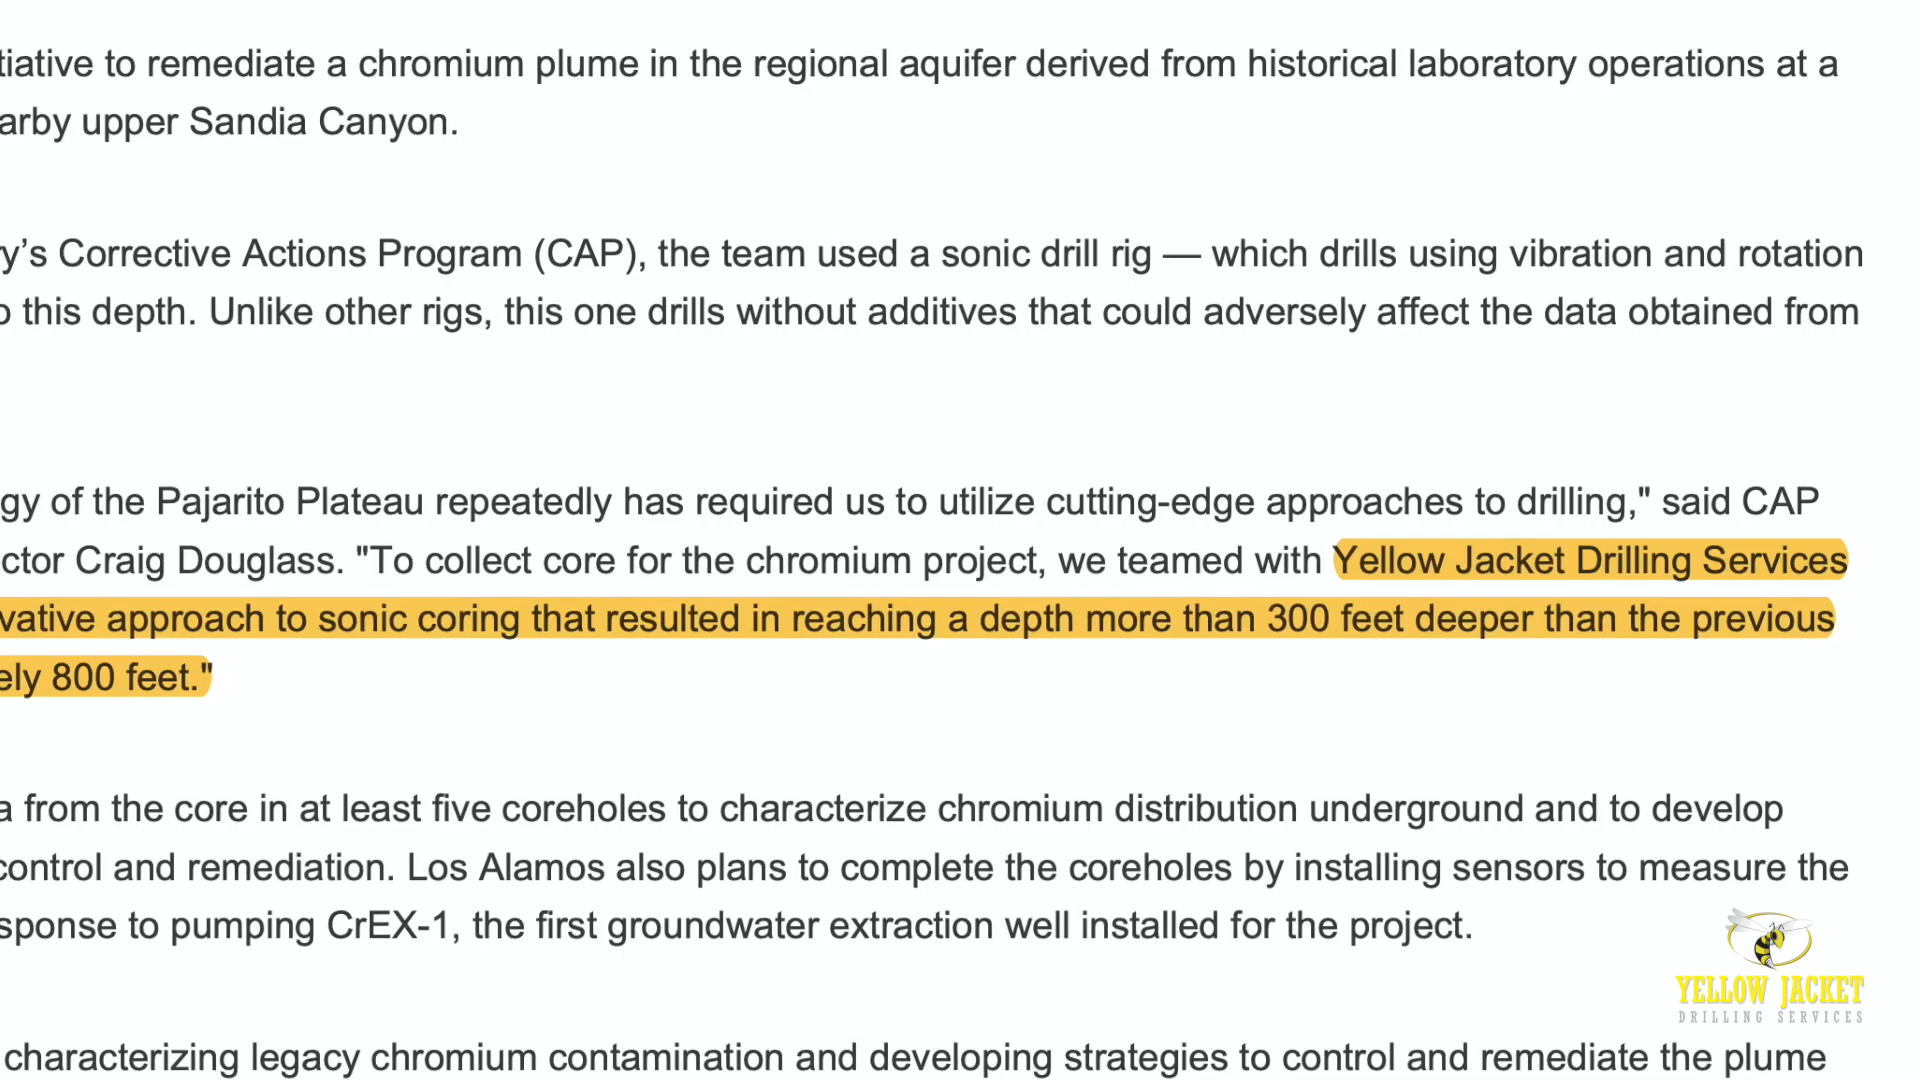 tiative to remediate a chromium plume in the regional aquifer derived from historical laboratory operations at a
arby upper Sandia Canyon.
y’s Corrective Actions Program (CAP), the team used a sonic drill rig — which drills using vibration and rotation
o this depth. Unlike other rigs, this one drills without additives that could adversely affect the data obtained from
gy of the Pajarito Plateau repeatedly has required us to utilize cutting-edge approaches to drilling," said CAP
ctor Craig Douglass. "To collect core for the chromium project, we teamed with Yellow Jacket Drilling Services
vative approach to sonic coring that resulted in reaching a depth more than 300 feet deeper than the previous
ely 800 feet."
a from the core in at least five coreholes to characterize chromium distribution underground and to develop
control and remediation. Los Alamos also plans to complete the coreholes by installing sensors to measure the
sponse to pumping CrEX-1, the first groundwater extraction well installed for the project.
YELLOW JACKET
DRILLING SERVICES
characterizing legacy chromium contamination and developing strategies to control and remediate the plume